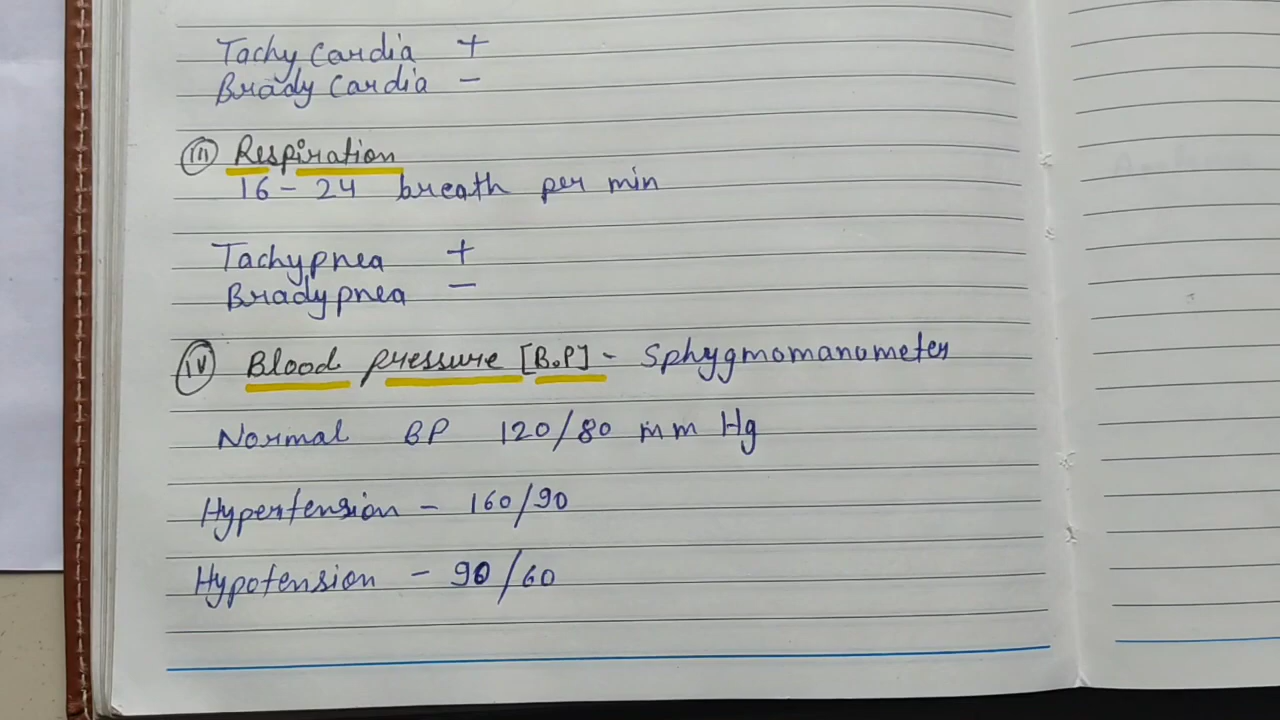 Tachy Cardia +
Brady Cardia -
(iii) Respiration
16 - 24 breath per min
Tachypnea +
Bradypnea -
(iv) Blood pressure [B.P] - Sphygmomanometer
Normal BP 120/80 mm Hg
Hypertension - 160/90
Hypotension - 90/60